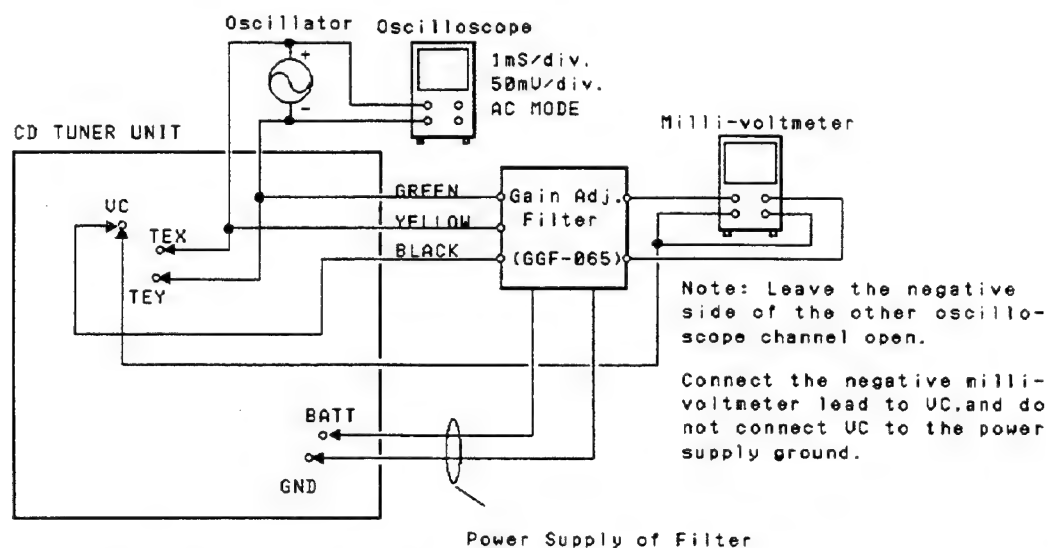 Oscillator
Oscilloscope
1mS/div.
50mV/div.
AC MODE
+
-
CD TUNER UNIT
Milli-voltmeter
GREEN
YELLOW
BLACK
Gain Adj.
Filter
(GGF-065)
VC
TEX
TEY
Note: Leave the negative
side of the other oscillo-
scope channel open.
Connect the negative milli-
voltmeter lead to VC.and do
not connect VC to the power
supply ground.
BATT
GND
Power Supply of Filter